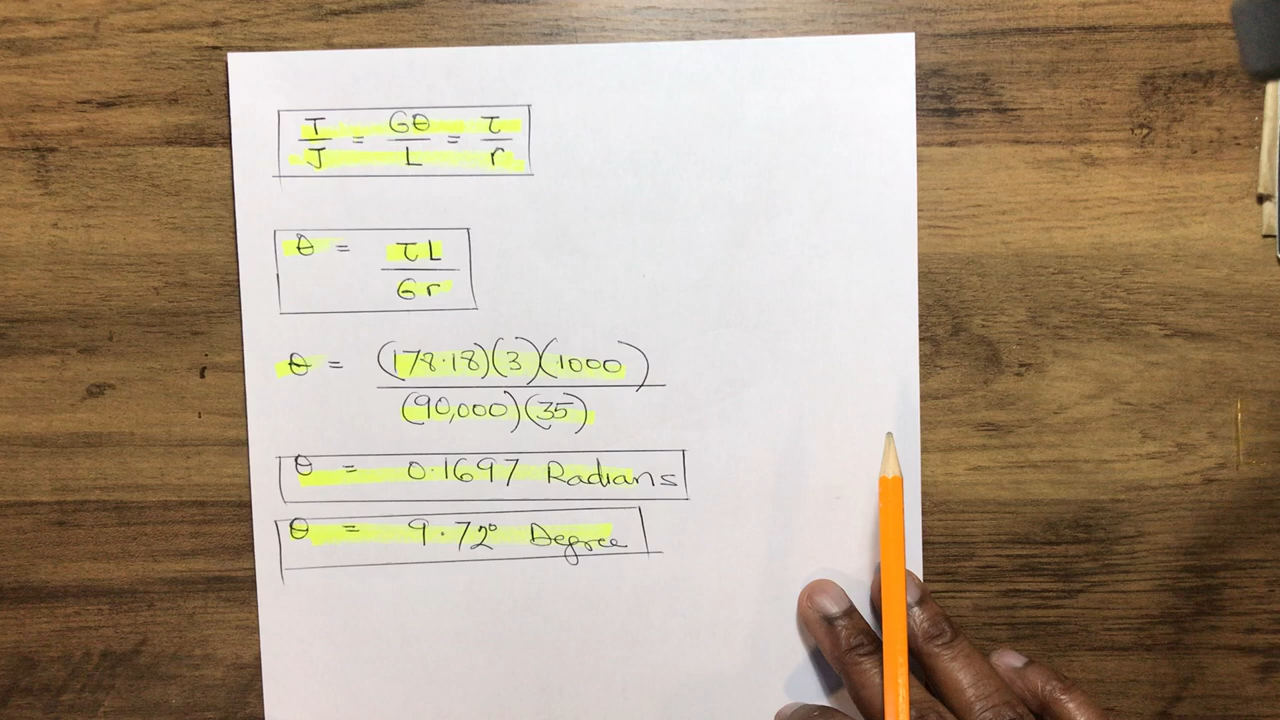 T/J = Gθ/L = τ/r
θ = τL/Gr
θ = (178.18)(3)(1000)/(90,000)(35)
θ = 0.1697 Radians
θ = 9.72° Degree